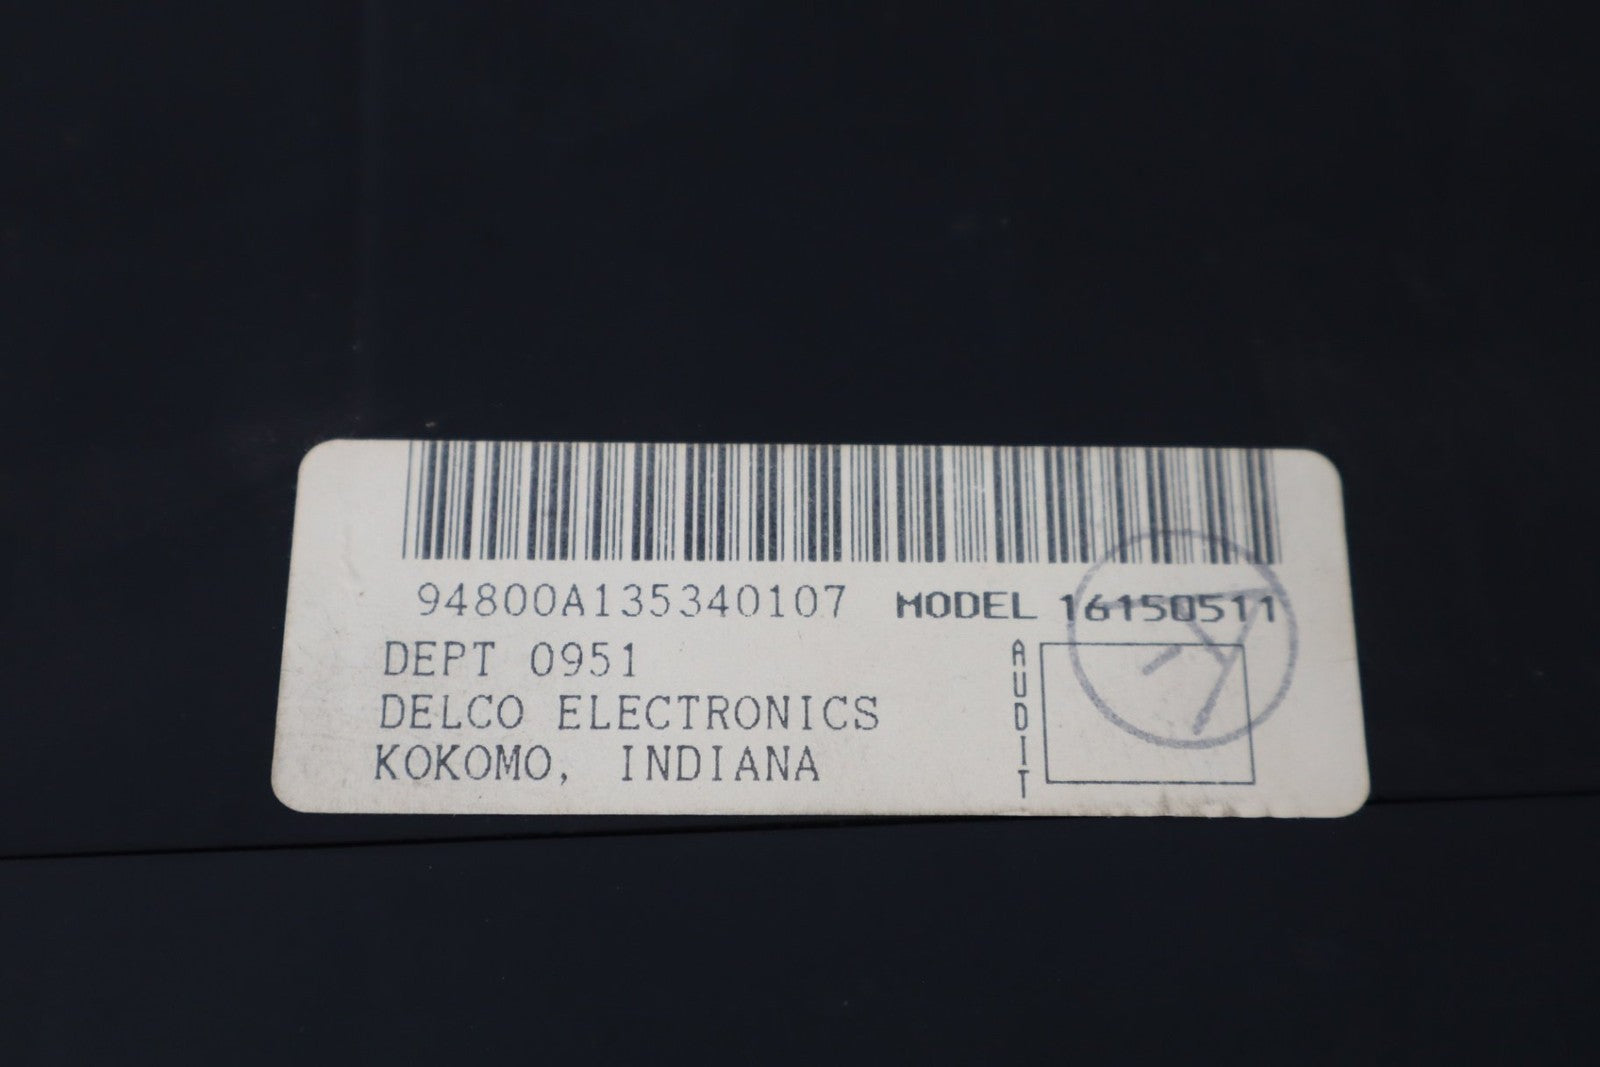 94800A135340107 MODEL 16150511
DEPT 0951
DELCO ELECTRONICS
KOKOMO, INDIANA
AUDIT